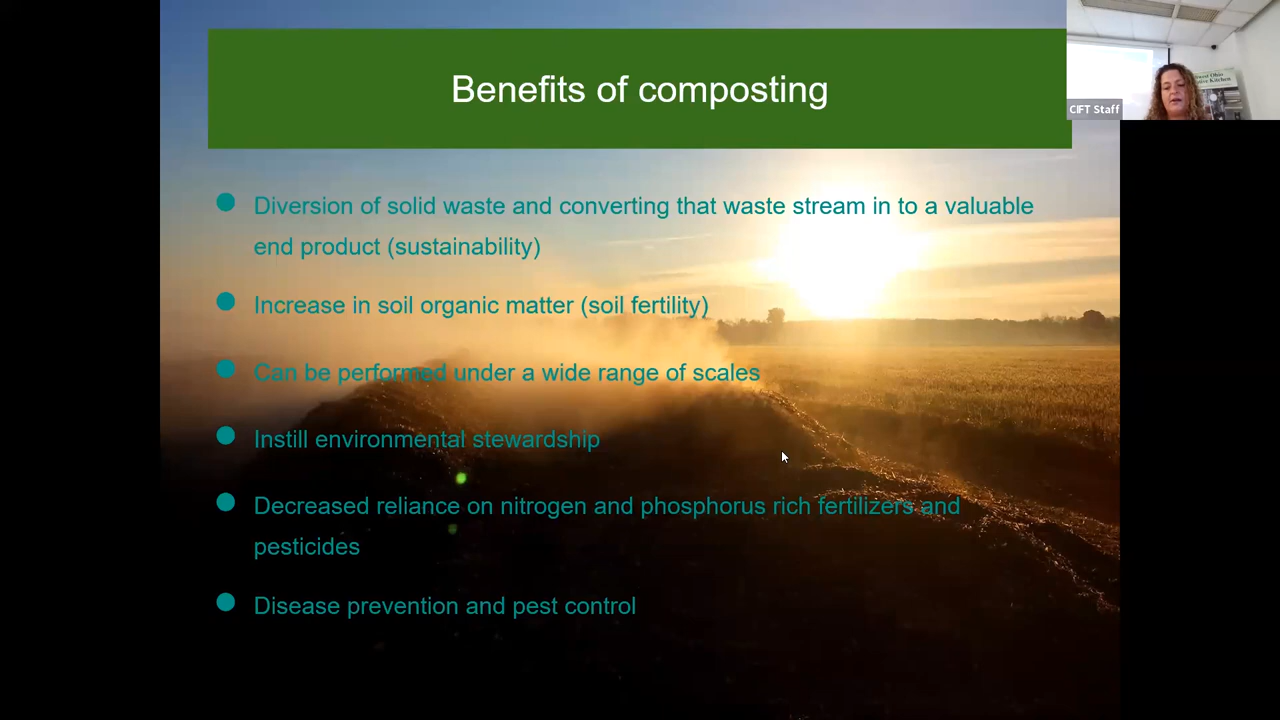 Benefits of composting
CIFT Staff
Diversion of solid waste and converting that waste stream in to a valuable
end product (sustainability)
Increase in soil organic matter (soil fertility)
Can be performed under a wide range of scales
Instill environmental stewardship
Decreased reliance on nitrogen and phosphorus rich fertilizers and
pesticides
Disease prevention and pest control